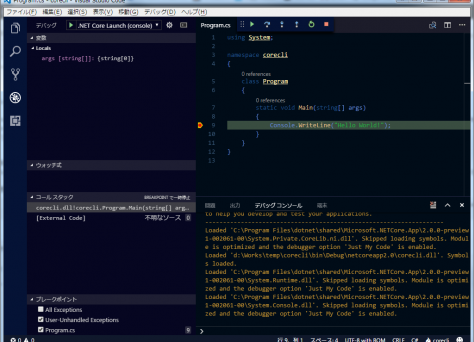 Program.cs - corecli - Visual Studio Code
ファイル(F) 編集(E) 選択(S) 表示(V) 移動(G) デバッグ(D) ヘルプ(H)
デバッグ .NET Core Launch (console)
変数
Locals
args [string[]]: {string[0]}
ウォッチ式
コール スタック BREAKPOINT で一時停止
corecli.dll!corecli.Program.Main(string[] arg...
[External Code] 不明なソース 0
ブレークポイント
All Exceptions
User-Unhandled Exceptions
Program.cs 9
Program.cs
1 using System;
2
3 namespace corecli
4 {
0 references
5 class Program
6 {
0 references
7 static void Main(string[] args)
8 {
9 Console.WriteLine("Hello World!");
10 }
11 }
12 }
13
問題 出力 デバッグ コンソール 端末
to help you develop and test your applications.
Loaded 'C:\Program Files\dotnet\shared\Microsoft.NETCore.App\2.0.0-preview
1-002061-00\System.Private.CoreLib.ni.dll'. Skipped loading symbols. Modul
e is optimized and the debugger option 'Just My Code' is enabled.
Loaded 'd:\Works\temp\corecli\bin\Debug\netcoreapp2.0\corecli.dll'. Symbol
s loaded.
Loaded 'C:\Program Files\dotnet\shared\Microsoft.NETCore.App\2.0.0-preview
1-002061-00\System.Runtime.dll'. Skipped loading symbols. Module is optimi
zed and the debugger option 'Just My Code' is enabled.
Loaded 'C:\Program Files\dotnet\shared\Microsoft.NETCore.App\2.0.0-preview
1-002061-00\System.Console.dll'. Skipped loading symbols. Module is optimi
zed and the debugger option 'Just My Code' is enabled.
>
0 0 行 9、列 1 スペース: 4 UTF-8 with BOM CRLF C# corecli